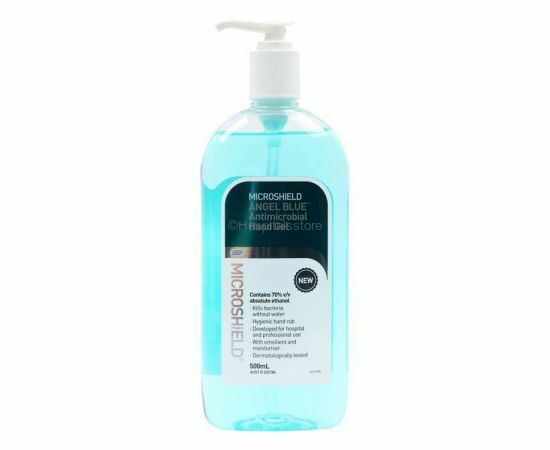 MICROSHIELD
ANGEL BLUE™
Antimicrobial
Hand Gel
MICROSHIELD®
NEW
Contains 70% v/v
absolute ethanol
· Kills bacteria
without water
· Hygienic hand rub
· Developed for hospital
and professional use
· With emollient and
moisturiser
· Dermatologically tested
500mL